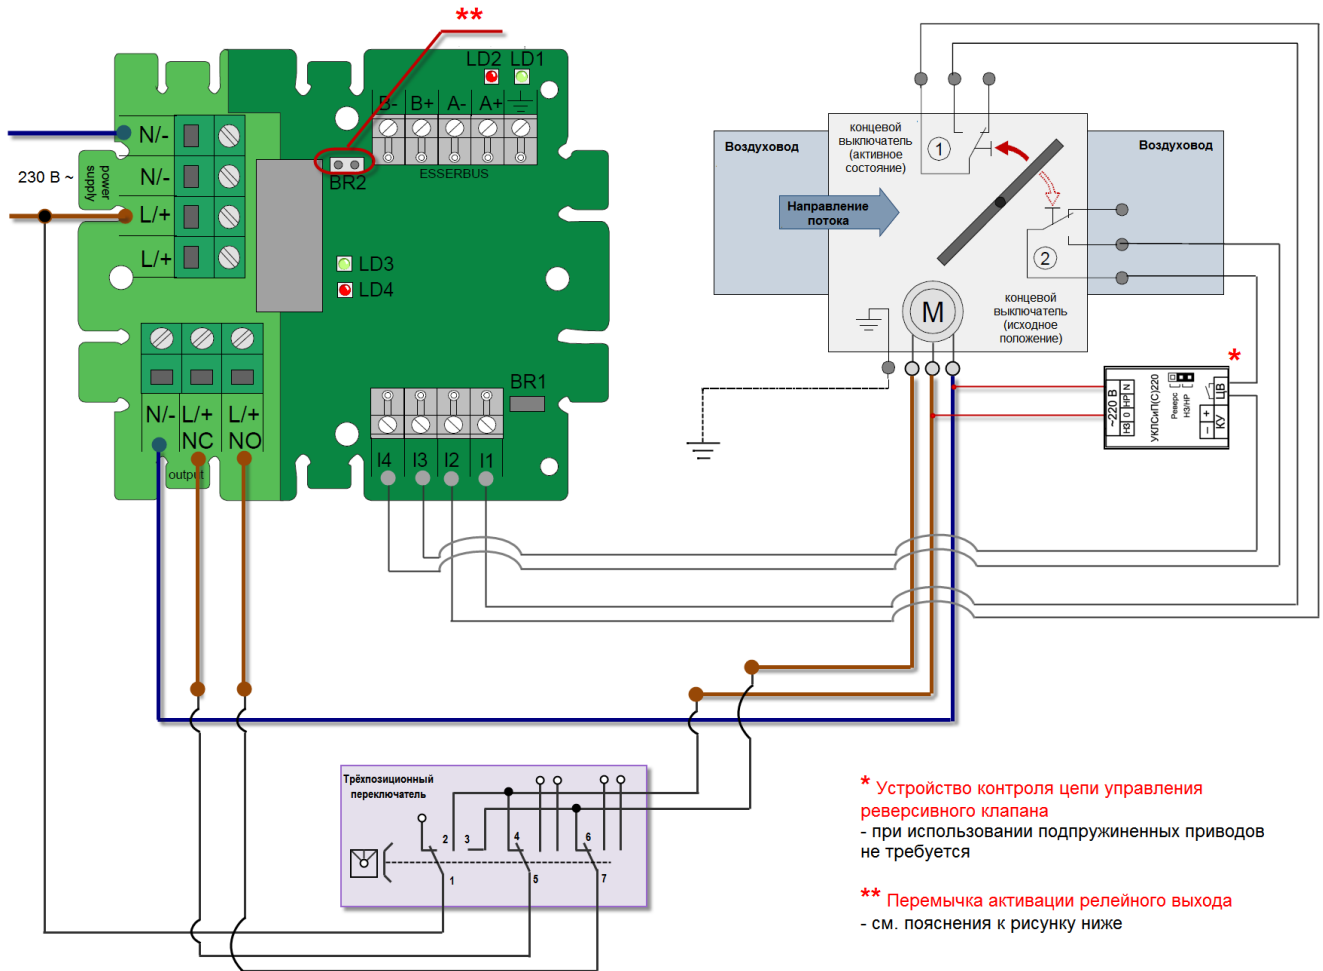 **
LD2 LD1
B- B+ A- A+
ESSERBUS
BR2
N/-
N/-
L/+
L/+
230 В ~
power
supply
LD3
LD4
N/- L/+ L/+
NC NO
output
BR1
I4 I3 I2 I1
Воздуховод
концевой
выключатель
(активное
состояние)
1
Воздуховод
Направление
потока
2
концевой
выключатель
(исходное
положение)
M
*
~220 В
НЗ 0 НР N
УКЛСиП(С)220
Реверс
НЗ/НР
ЦВ
− +
КУ
Трёхпозиционный
переключатель
2 3 4 6
1 5 7
* Устройство контроля цепи управления
реверсивного клапана
- при использовании подпружиненных приводов
не требуется
** Перемычка активации релейного выхода
- см. пояснения к рисунку ниже